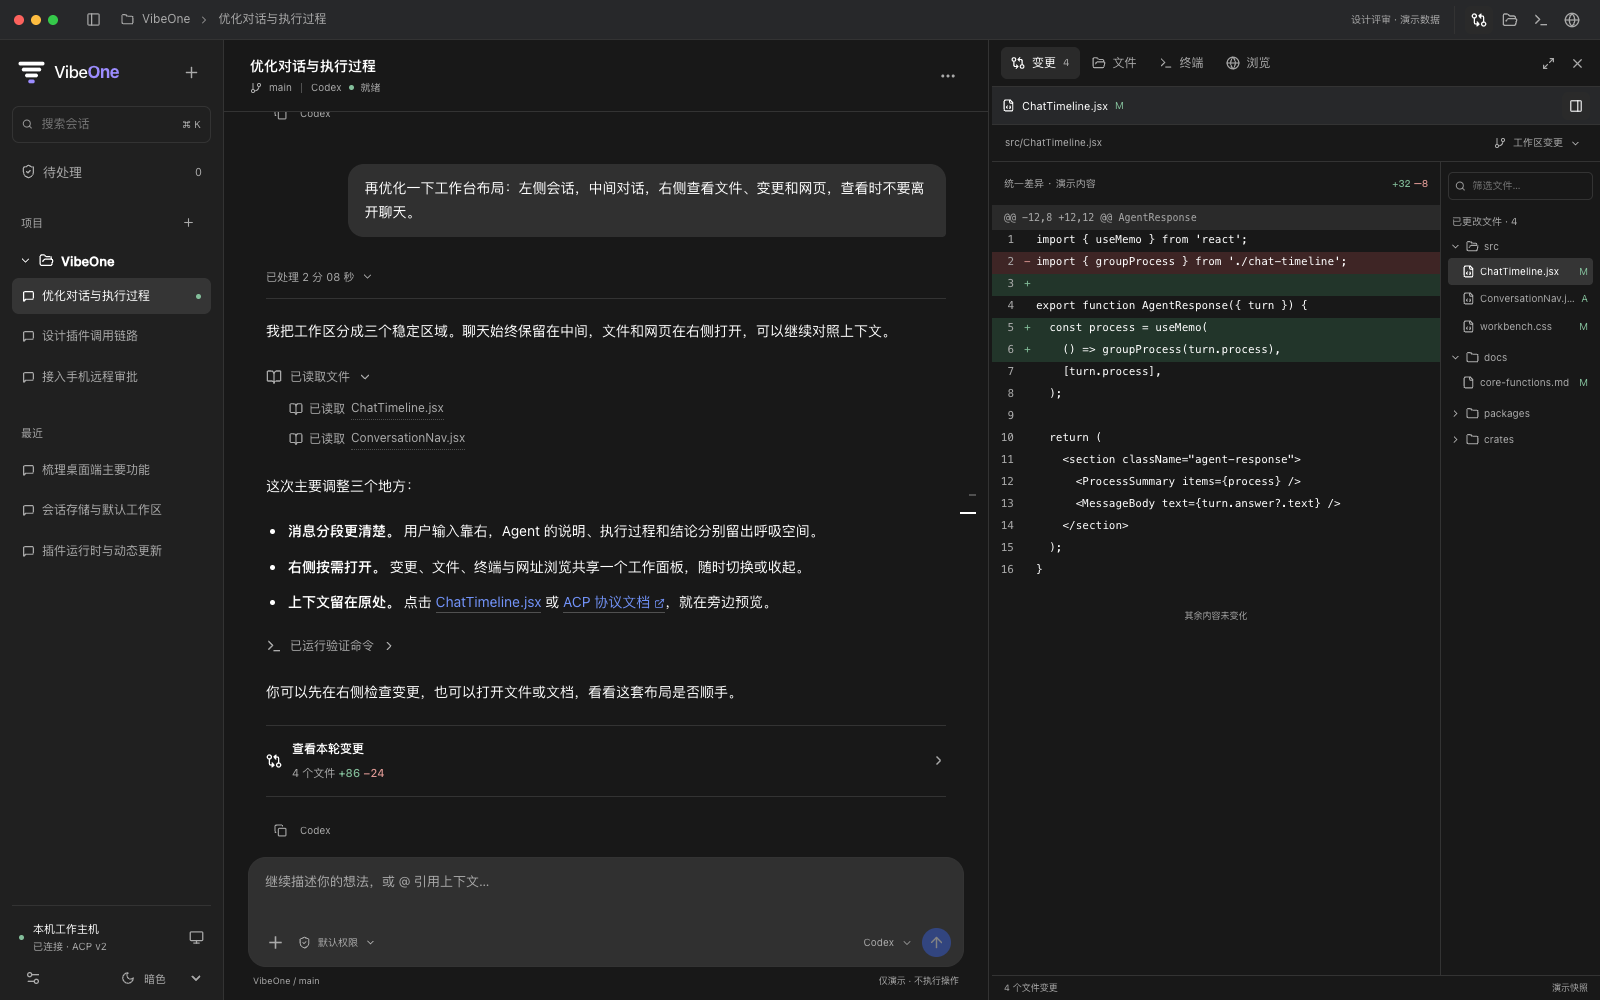 VibeOne
优化对话与执行过程
设计评审 · 演示数据
VibeOne
搜索会话
⌘ K
待处理
0
项目
VibeOne
优化对话与执行过程
设计插件调用链路
接入手机远程审批
最近
梳理桌面端主要功能
会话存储与默认工作区
插件运行时与动态更新
本机工作主机
已连接 · ACP v2
暗色
优化对话与执行过程
main | Codex 就绪
Codex
再优化一下工作台布局：左侧会话，中间对话，右侧查看文件、变更和网页，查看时不要离
开聊天。
已处理 2 分 08 秒
我把工作区分成三个稳定区域。聊天始终保留在中间，文件和网页在右侧打开，可以继续对照上下文。
已读取文件
已读取 ChatTimeline.jsx
已读取 ConversationNav.jsx
这次主要调整三个地方：
• 消息分段更清楚。 用户输入靠右，Agent 的说明、执行过程和结论分别留出呼吸空间。
• 右侧按需打开。 变更、文件、终端与网址浏览共享一个工作面板，随时切换或收起。
• 上下文留在原处。 点击 ChatTimeline.jsx 或 ACP 协议文档，就在旁边预览。
已运行验证命令
你可以先在右侧检查变更，也可以打开文件或文档，看看这套布局是否顺手。
查看本轮变更
4 个文件 +86 −24
Codex
继续描述你的想法，或 @ 引用上下文...
默认权限
Codex
VibeOne / main
仅演示 · 不执行操作
变更 4
文件
终端
浏览
ChatTimeline.jsx M
src/ChatTimeline.jsx
工作区变更
统一差异 · 演示内容
+32 −8
@@ −12,8 +12,12 @@ AgentResponse
1 import { useMemo } from 'react';
2 − import { groupProcess } from './chat-timeline';
3 +
4 export function AgentResponse({ turn }) {
5 + const process = useMemo(
6 + () => groupProcess(turn.process),
7 [turn.process],
8 );
9
10 return (
11 <section className="agent-response">
12 <ProcessSummary items={process} />
13 <MessageBody text={turn.answer?.text} />
14 </section>
15 );
16 }
其余内容未变化
筛选文件...
已更改文件 · 4
src
ChatTimeline.jsx M
ConversationNav.j... A
workbench.css M
docs
core-functions.md M
packages
crates
4 个文件变更
演示快照